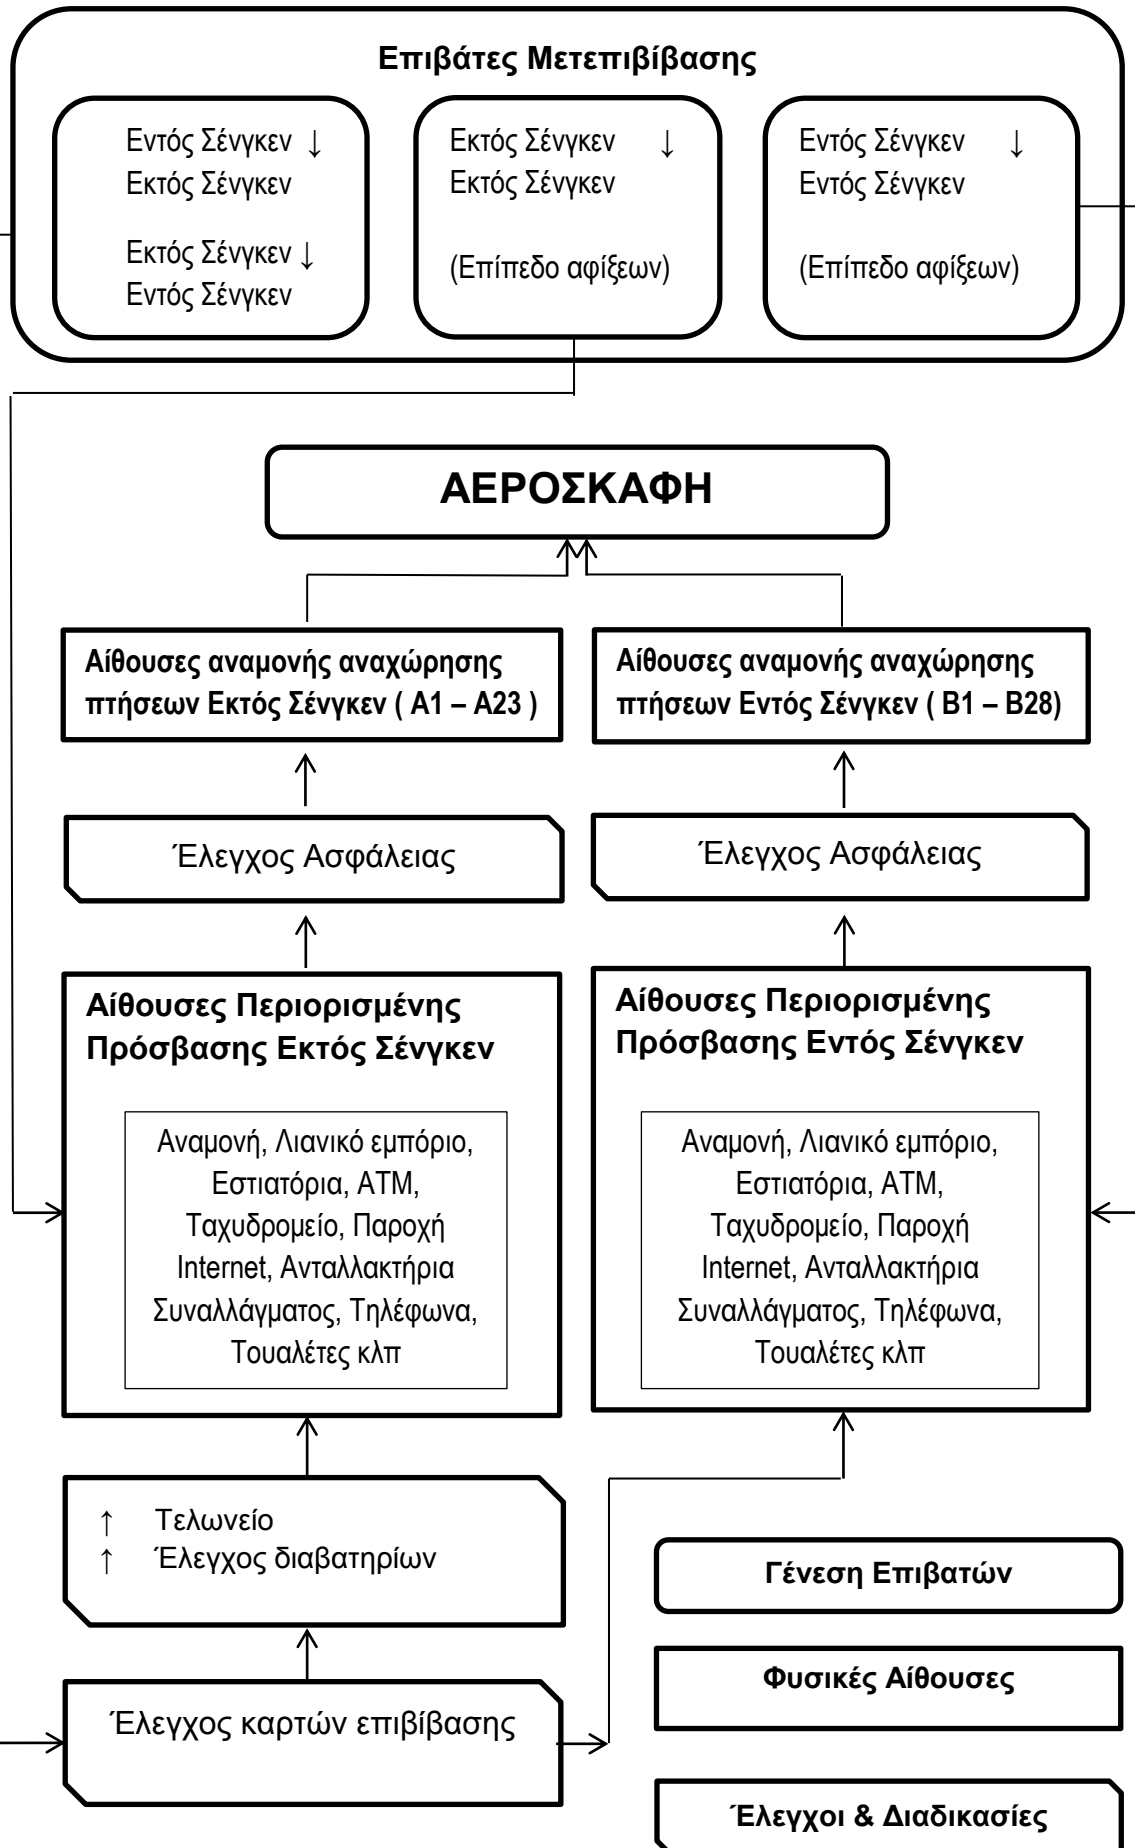 Επιβάτες Μετεπιβίβασης
Εντός Σένγκεν ↓
Εκτός Σένγκεν
Εκτός Σένγκεν ↓
Εντός Σένγκεν
Εκτός Σένγκεν ↓
Εκτός Σένγκεν
(Επίπεδο αφίξεων)
Εντός Σένγκεν ↓
Εντός Σένγκεν
(Επίπεδο αφίξεων)
ΑΕΡΟΣΚΑΦΗ
Αίθουσες αναμονής αναχώρησης
πτήσεων Εκτός Σένγκεν ( Α1 – Α23 )
Αίθουσες αναμονής αναχώρησης
πτήσεων Εντός Σένγκεν ( Β1 – Β28)
Έλεγχος Ασφάλειας
Έλεγχος Ασφάλειας
Αίθουσες Περιορισμένης
Πρόσβασης Εκτός Σένγκεν
Αναμονή, Λιανικό εμπόριο,
Εστιατόρια, ATM,
Ταχυδρομείο, Παροχή
Internet, Ανταλλακτήρια
Συναλλάγματος, Τηλέφωνα,
Τουαλέτες κλπ
Αίθουσες Περιορισμένης
Πρόσβασης Εντός Σένγκεν
Αναμονή, Λιανικό εμπόριο,
Εστιατόρια, ATM,
Ταχυδρομείο, Παροχή
Internet, Ανταλλακτήρια
Συναλλάγματος, Τηλέφωνα,
Τουαλέτες κλπ
↑ Τελωνείο
↑ Έλεγχος διαβατηρίων
Έλεγχος καρτών επιβίβασης
Γένεση Επιβατών
Φυσικές Αίθουσες
Έλεγχοι & Διαδικασίες